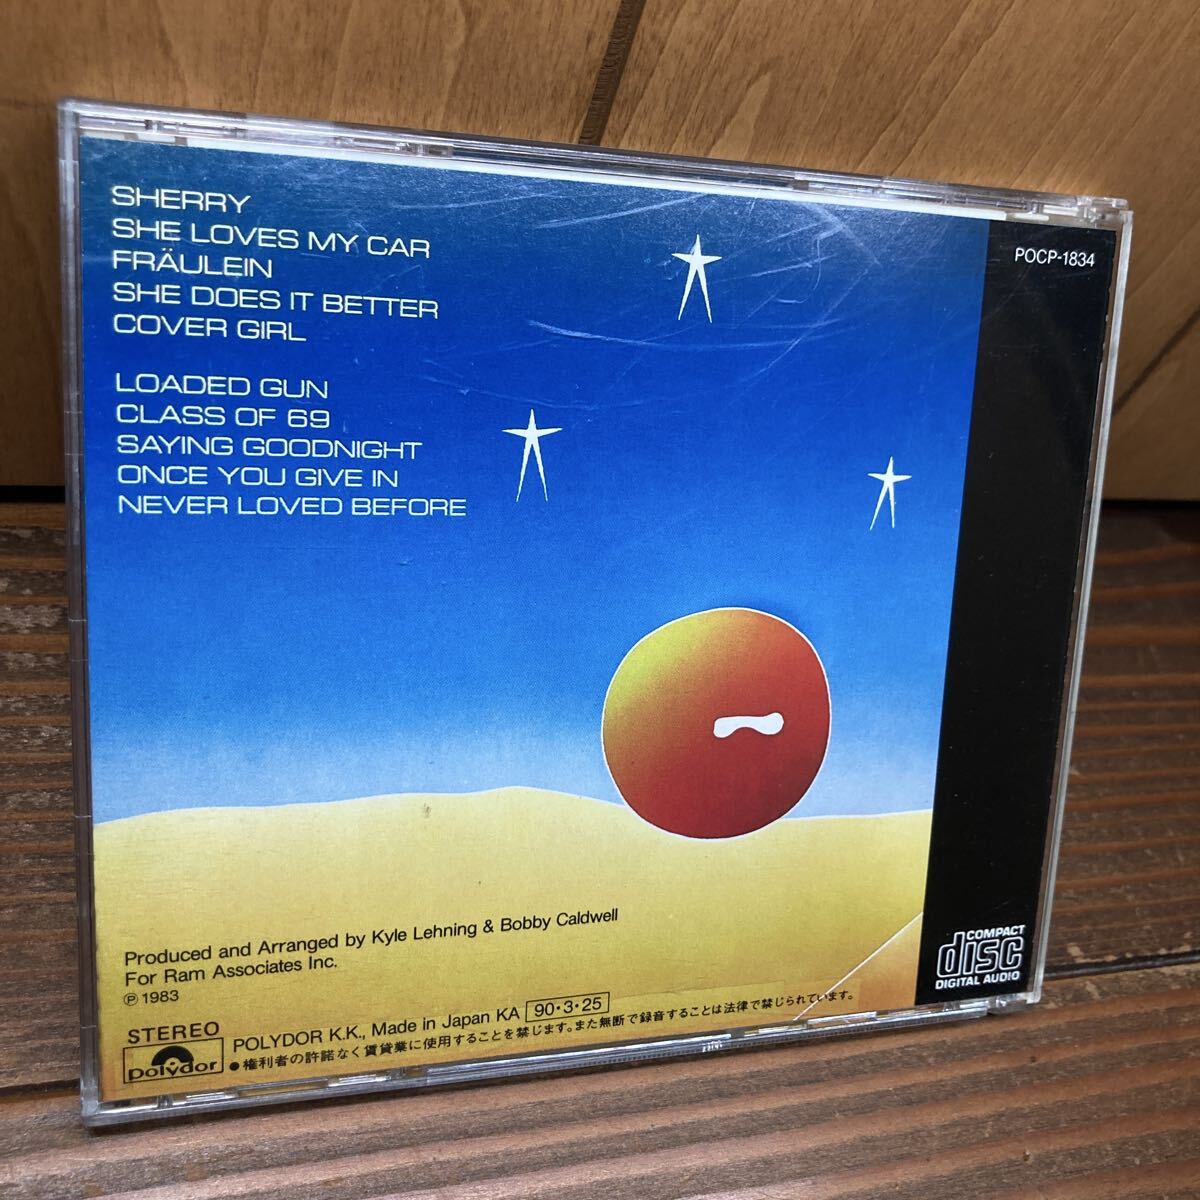 SHERRY
SHE LOVES MY CAR
FRÄULEIN
SHE DOES IT BETTER
COVER GIRL
LOADED GUN
CLASS OF 69
SAYING GOODNIGHT
ONCE YOU GIVE IN
NEVER LOVED BEFORE
POCP-1834
Produced and Arranged by Kyle Lehning & Bobby Caldwell
For Ram Associates Inc.
℗ 1983
STEREO
polydor
POLYDOR K.K., Made in Japan KA 90・3・25
●権利者の許諾なく賃貸業に使用することを禁じます。また無断で録音することは法律で禁じられています。
COMPACT
disc
DIGITAL AUDIO